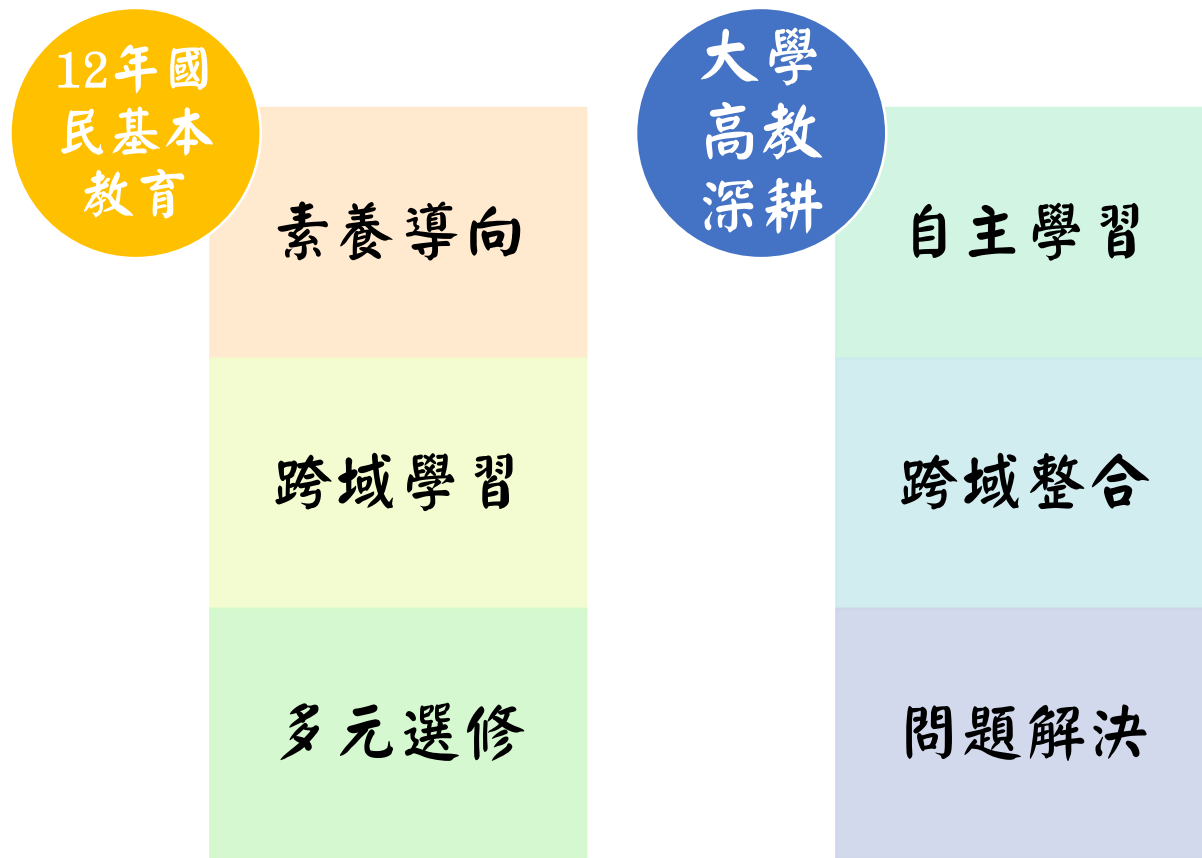 12年國
民基本
教育
素養導向
跨域學習
多元選修
大學
高教
深耕
自主學習
跨域整合
問題解決